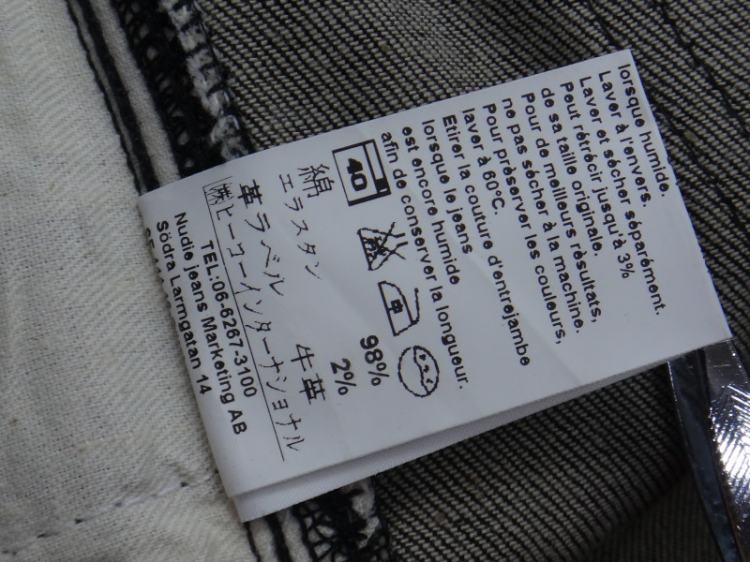 lorsque humide.
Laver à l'envers.
Laver et sécher séparément.
Peut rétrécir jusqu'à 3%
de sa taille originale.
Pour de meilleurs résultats,
ne pas sécher à la machine.
Pour préserver les couleurs,
laver à 60°C.
Etirer la couture d'entrejambe
lorsque le jeans
est encore humide
afin de conserver la longueur.
40
綿 98%
エラスタン 2%
革ラベル 牛革
㈱ヒーコーインターナショナル
TEL:06-6267-3100
Nudie Jeans Marketing AB
Södra Larmgatan 14